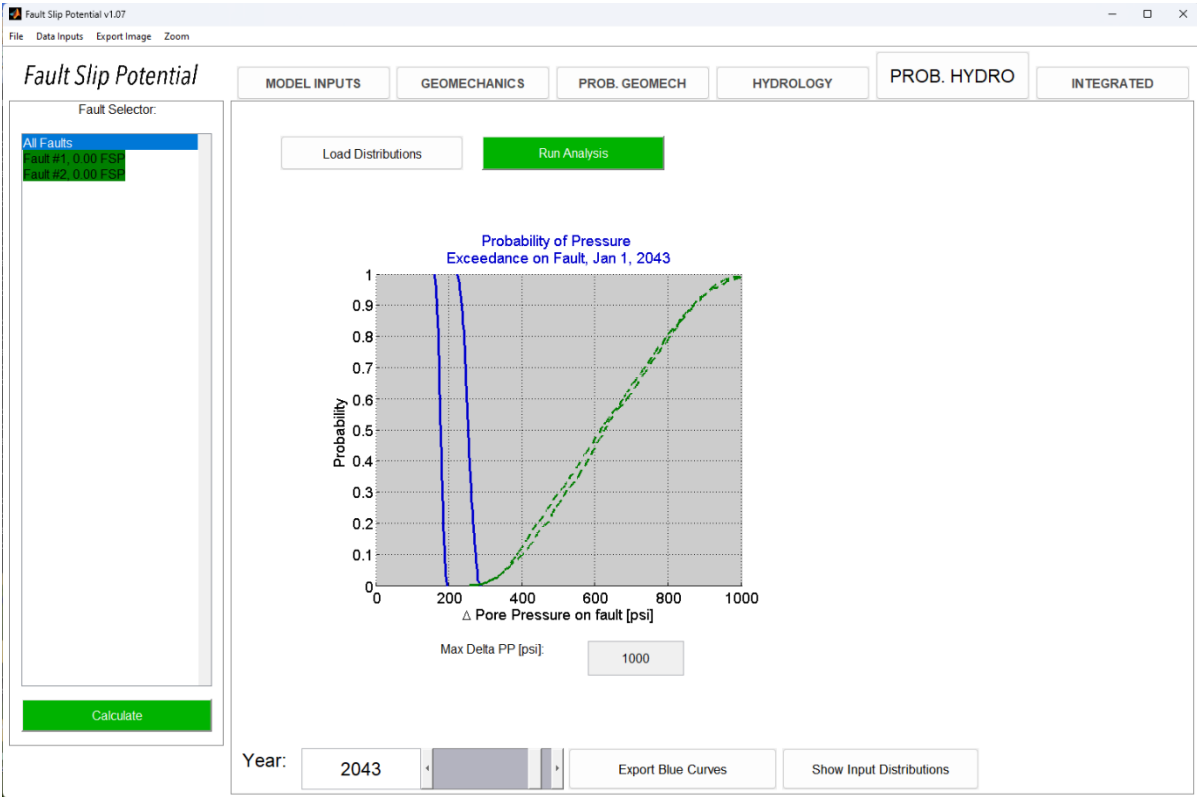 Fault Slip Potential v1.07
File Data Inputs Export Image Zoom
Fault Slip Potential
MODEL INPUTS GEOMECHANICS PROB. GEOMECH HYDROLOGY PROB. HYDRO INTEGRATED
Fault Selector:
All Faults
Fault #1, 0.00 FSP
Fault #2, 0.00 FSP
Calculate
Load Distributions Run Analysis
Probability of Pressure
Exceedance on Fault, Jan 1, 2043
Probability
1
0.9
0.8
0.7
0.6
0.5
0.4
0.3
0.2
0.1
0
0 200 400 600 800 1000
Δ Pore Pressure on fault [psi]
Max Delta PP [psi]: 1000
Year: 2043 Export Blue Curves Show Input Distributions